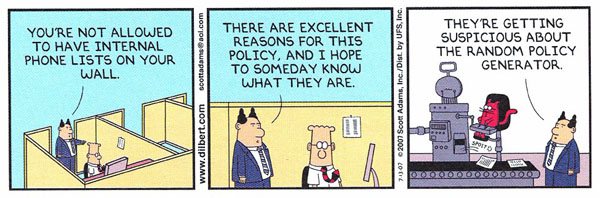 YOU'RE NOT ALLOWED
TO HAVE INTERNAL
PHONE LISTS ON YOUR
WALL.
www.dilbert.com
scottadams@aol.com
THERE ARE EXCELLENT
REASONS FOR THIS
POLICY, AND I HOPE
TO SOMEDAY KNOW
WHAT THEY ARE.
7-13-07 © 2007 Scott Adams, Inc./Dist. by UFS, Inc.
THEY'RE GETTING
SUSPICIOUS ABOUT
THE RANDOM POLICY
GENERATOR.